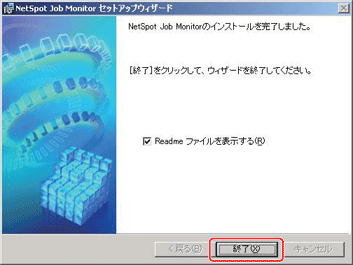 NetSpot Job Monitor セットアップウィザード
NetSpot Job Monitorのインストールを完了しました。
[終了]をクリックして、ウィザードを終了してください。
Readme ファイルを表示する(R)
< 戻る(B)
終了(X)
キャンセル